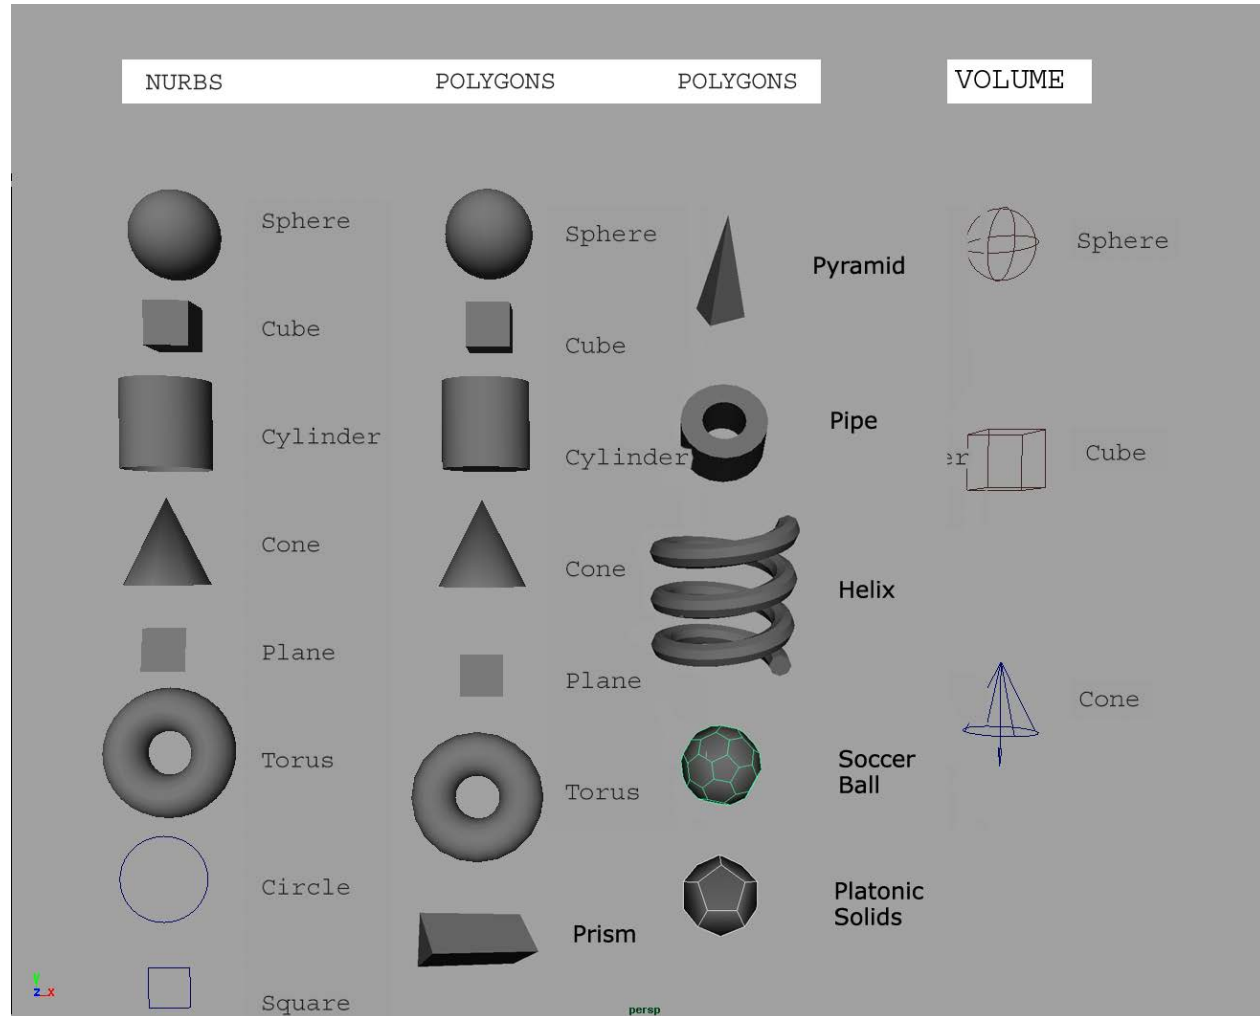 NURBS
POLYGONS
POLYGONS
VOLUME
Sphere
Cube
Cylinder
Cone
Plane
Torus
Circle
Square
Sphere
Cube
Cylinder
Cone
Plane
Torus
Prism
Pyramid
Pipe
Helix
Soccer
Ball
Platonic
Solids
Sphere
er
Cube
Cone
y
z x
persp